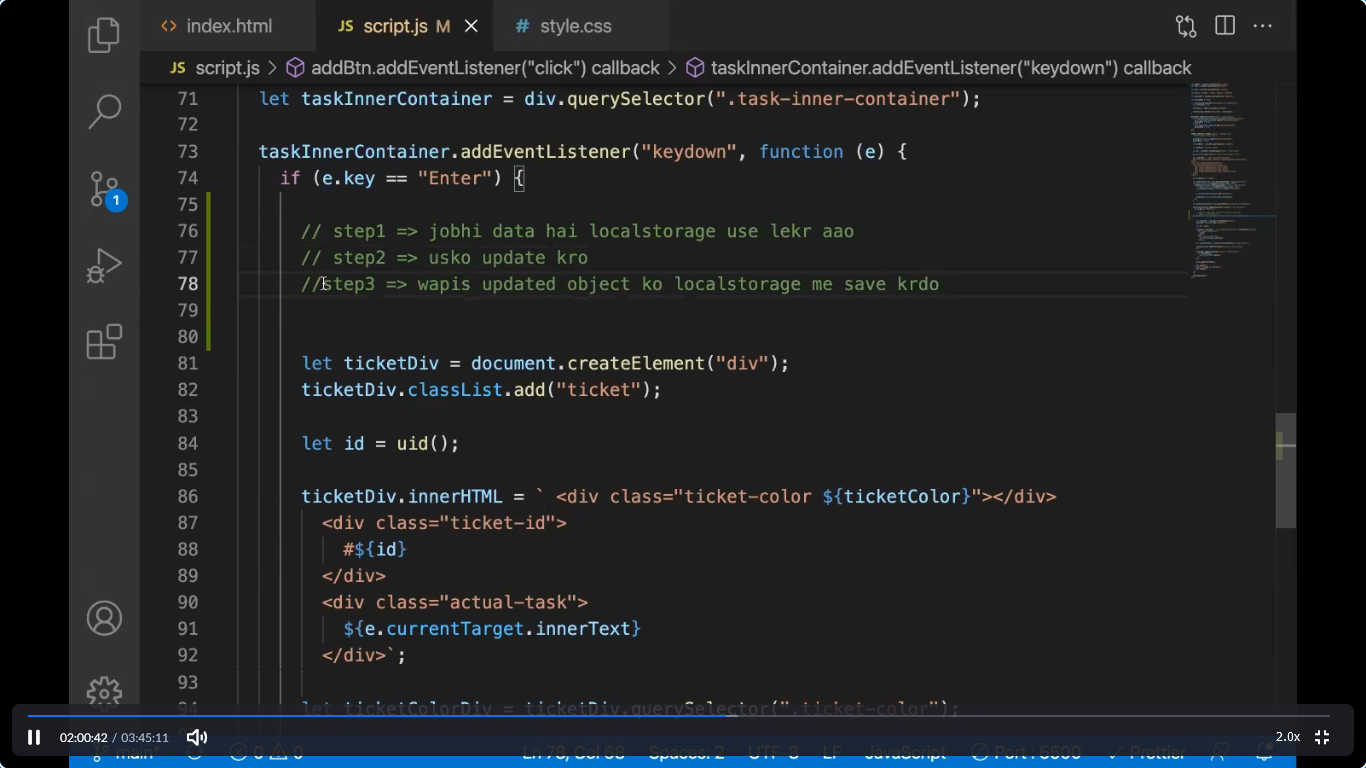 index.html
JS script.js M
# style.css
JS script.js > addBtn.addEventListener("click") callback > taskInnerContainer.addEventListener("keydown") callback
71 let taskInnerContainer = div.querySelector(".task-inner-container");
72
73 taskInnerContainer.addEventListener("keydown", function (e) {
74 if (e.key == "Enter") {
75
76 // step1 => jobhi data hai localstorage use lekr aao
77 // step2 => usko update kro
78 //step3 => wapis updated object ko localstorage me save krdo
79
80
81 let ticketDiv = document.createElement("div");
82 ticketDiv.classList.add("ticket");
83
84 let id = uid();
85
86 ticketDiv.innerHTML = ` <div class="ticket-color ${ticketColor}"></div>
87 <div class="ticket-id">
88 #${id}
89 </div>
90 <div class="actual-task">
91 ${e.currentTarget.innerText}
92 </div>`;
93
94 let ticketColorDiv = ticketDiv.querySelector(".ticket-color");
1
02:00:42 / 03:45:11
2.0x
main* 0 0 Ln 78, Col 68 Spaces: 2 UTF-8 LF JavaScript Port : 5500 Prettier